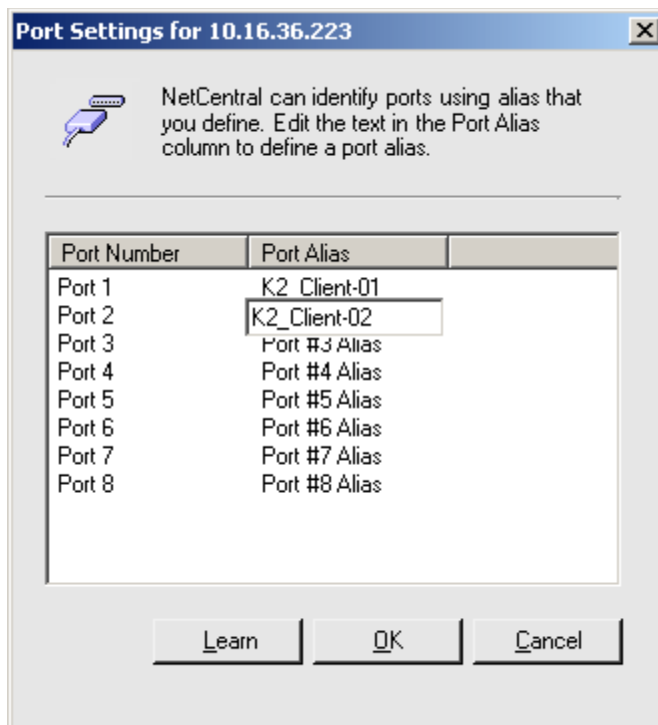 Port Settings for 10.16.36.223
NetCentral can identify ports using alias that
you define. Edit the text in the Port Alias
column to define a port alias.
Port Number Port Alias
Port 1 K2_Client-01
Port 2 K2_Client-02
Port 3 Port #3 Alias
Port 4 Port #4 Alias
Port 5 Port #5 Alias
Port 6 Port #6 Alias
Port 7 Port #7 Alias
Port 8 Port #8 Alias
Learn OK Cancel